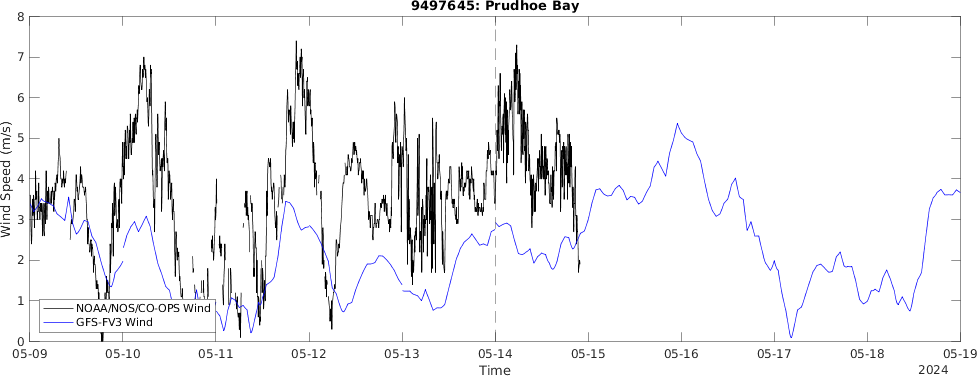 9497645: Prudhoe Bay
Wind Speed (m/s)
8
7
6
5
4
3
2
1
0
NOAA/NOS/CO-OPS Wind
GFS-FV3 Wind
05-09 05-10 05-11 05-12 05-13 05-14 05-15 05-16 05-17 05-18 05-19
Time
2024